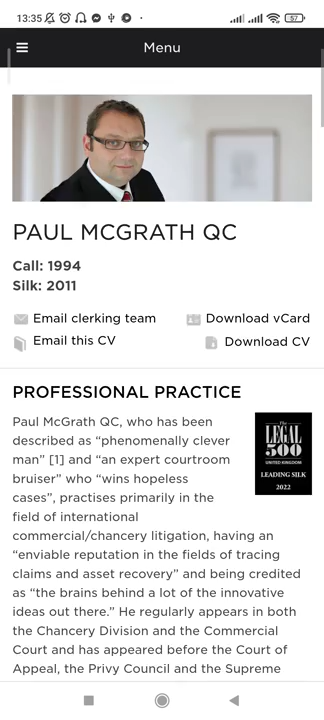 13:35
57
Menu
PAUL MCGRATH QC
Call: 1994
Silk: 2011
Email clerking team
Download vCard
Email this CV
Download CV
PROFESSIONAL PRACTICE
Paul McGrath QC, who has been
described as “phenomenally clever
man” [1] and “an expert courtroom
bruiser” who “wins hopeless
cases”, practises primarily in the
field of international
commercial/chancery litigation, having an
“enviable reputation in the fields of tracing
claims and asset recovery” and being credited
as “the brains behind a lot of the innovative
ideas out there.” He regularly appears in both
the Chancery Division and the Commercial
Court and has appeared before the Court of
Appeal, the Privy Council and the Supreme
The
LEGAL
500
UNITED KINGDOM
LEADING SILK
2022